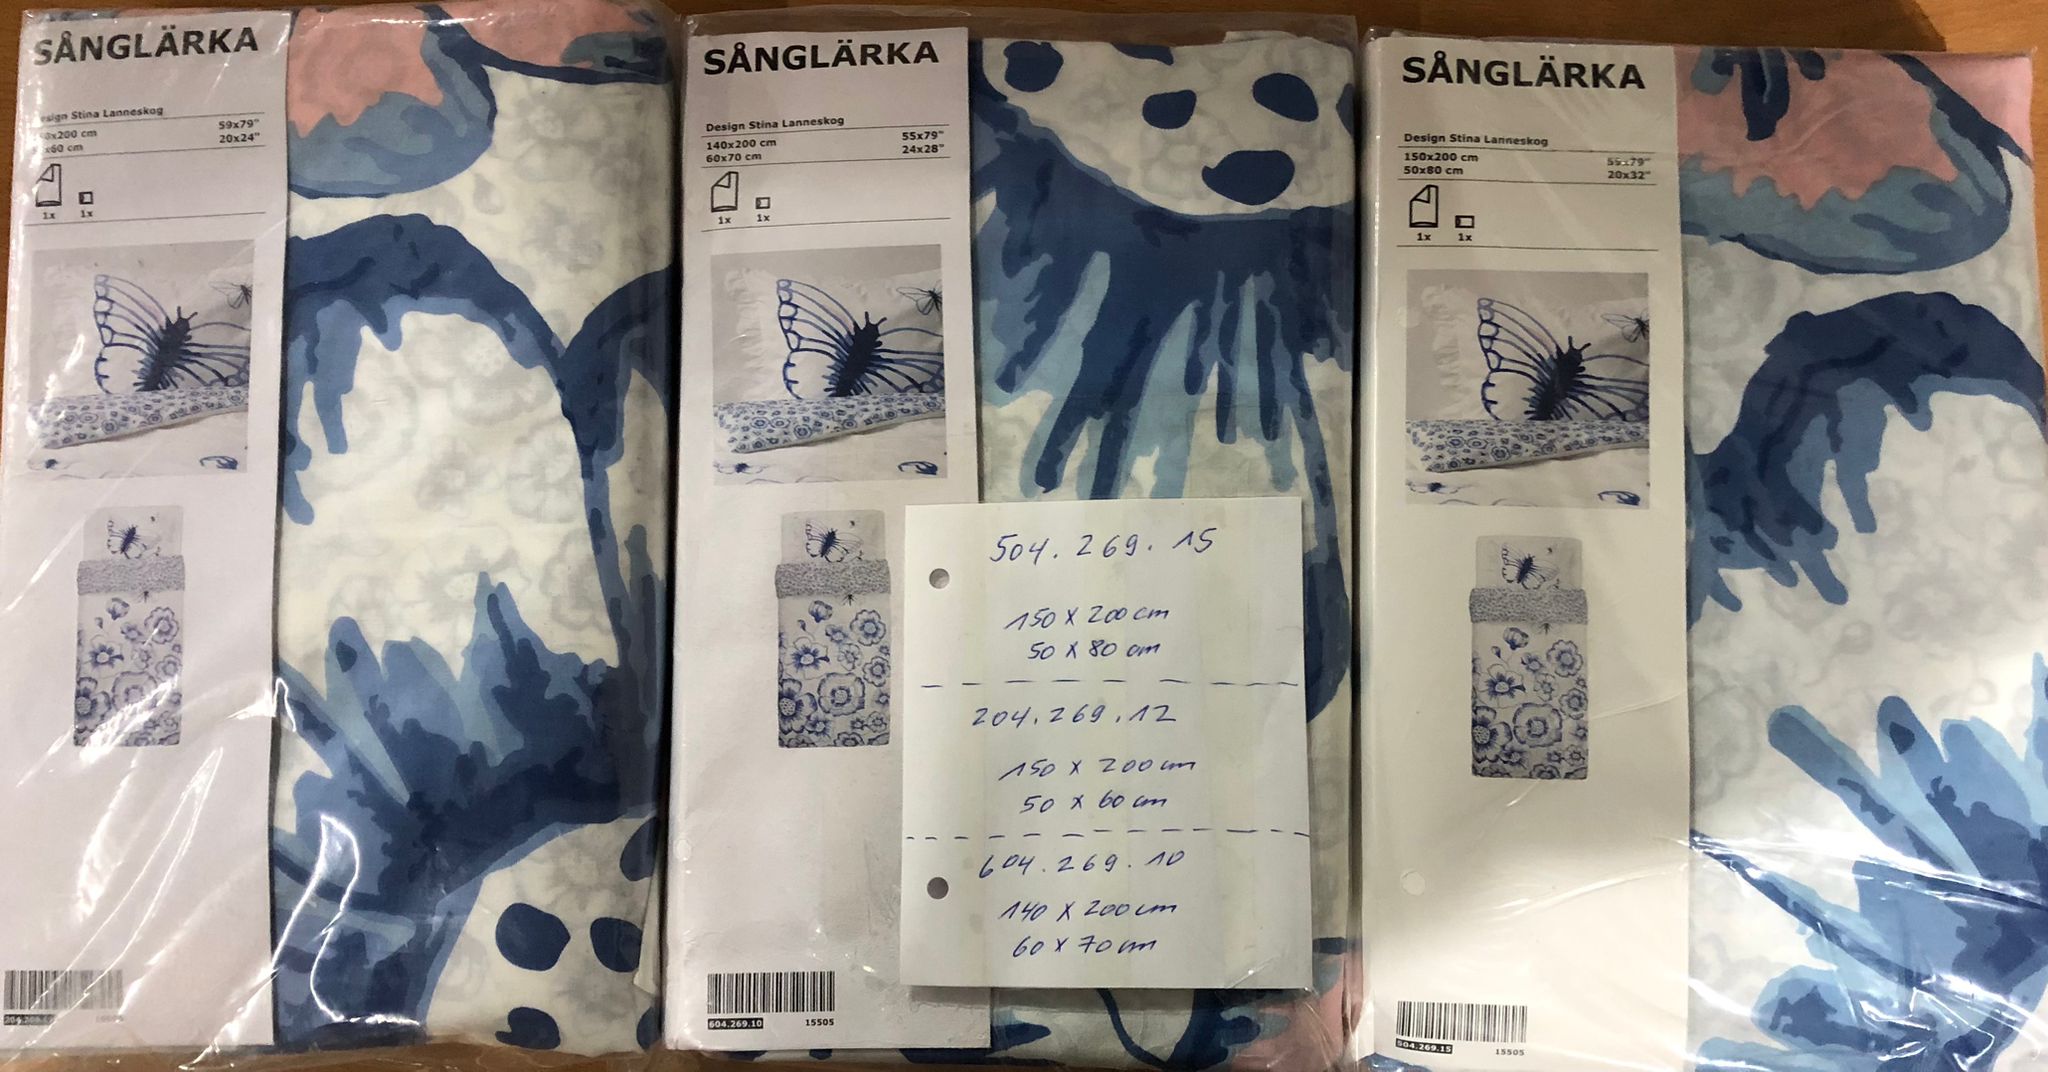 SÅNGLÄRKA
Design Stina Lanneskog
59x79"
20x24"
1x 1x
SÅNGLÄRKA
Design Stina Lanneskog
140x200 cm 55x79"
60x70 cm 24x28"
1x 1x
604.269.10 15505
504.269.15
150 x 200 cm
50 x 80 cm
204.269.12
150 x 200 cm
50 x 60 cm
604.269.10
140 x 200 cm
60 x 70 cm
SÅNGLÄRKA
Design Stina Lanneskog
150x200 cm
50x80 cm 20x32"
1x 1x
504.269.15 15505